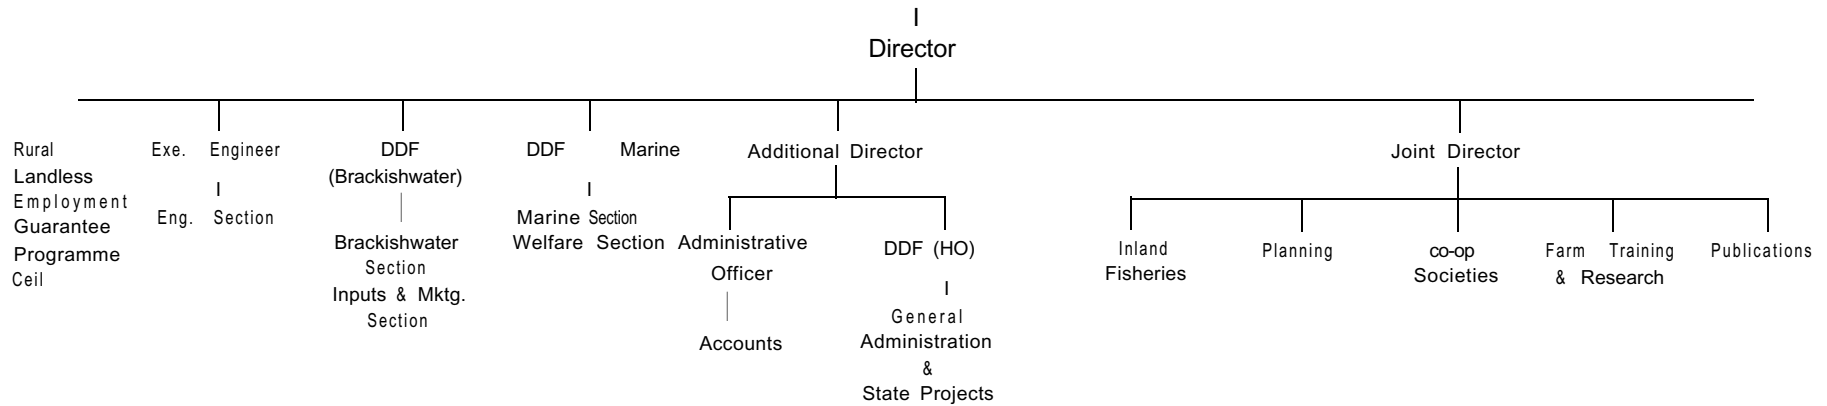 Director
Rural
Landless
Employment
Guarantee
Programme
Ceil
Exe. Engineer
Eng. Section
DDF
(Brackishwater)
Brackishwater
Section
Inputs & Mktg.
Section
DDF Marine
Marine Section
Welfare Section
Additional Director
Administrative
Officer
Accounts
DDF (HO)
General
Administration
&
State Projects
Joint Director
Inland
Fisheries
Planning
co-op
Societies
Farm Training
& Research
Publications